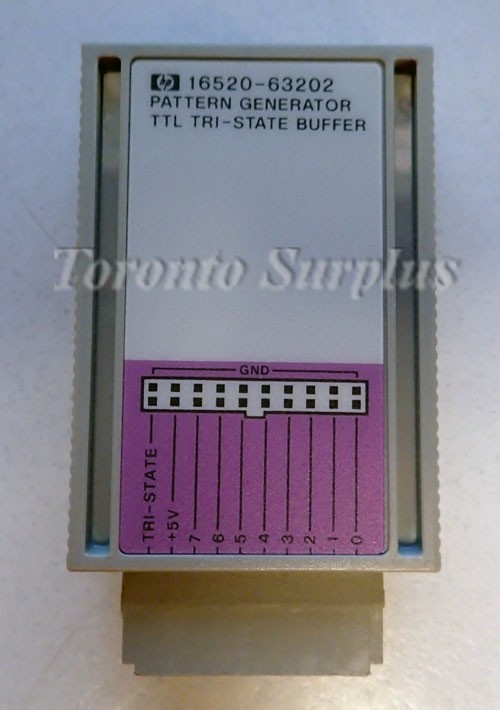 hp 16520-63202
PATTERN GENERATOR
TTL TRI-STATE BUFFER
Toronto Surplus
GND
TRI-STATE
+5V
7
6
5
4
3
2
1
0